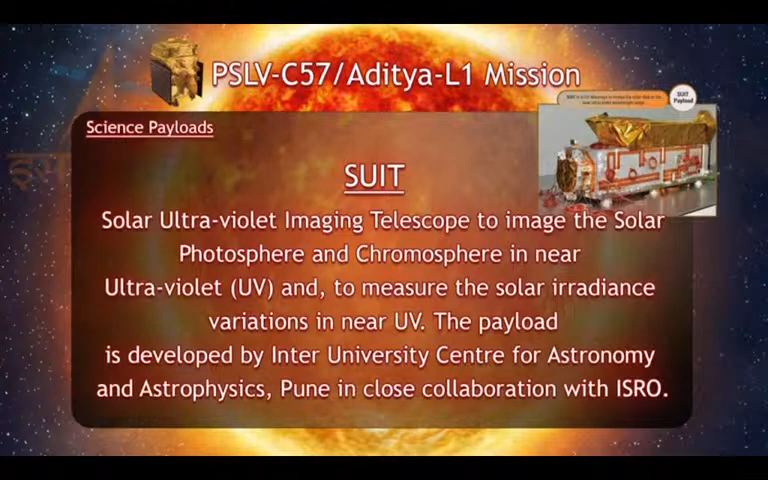 PSLV-C57/Aditya-L1 Mission
SUIT
Payload
Science Payloads
SUIT
Solar Ultra-violet Imaging Telescope to image the Solar
Photosphere and Chromosphere in near
Ultra-violet (UV) and, to measure the solar irradiance
variations in near UV. The payload
is developed by Inter University Centre for Astronomy
and Astrophysics, Pune in close collaboration with ISRO.